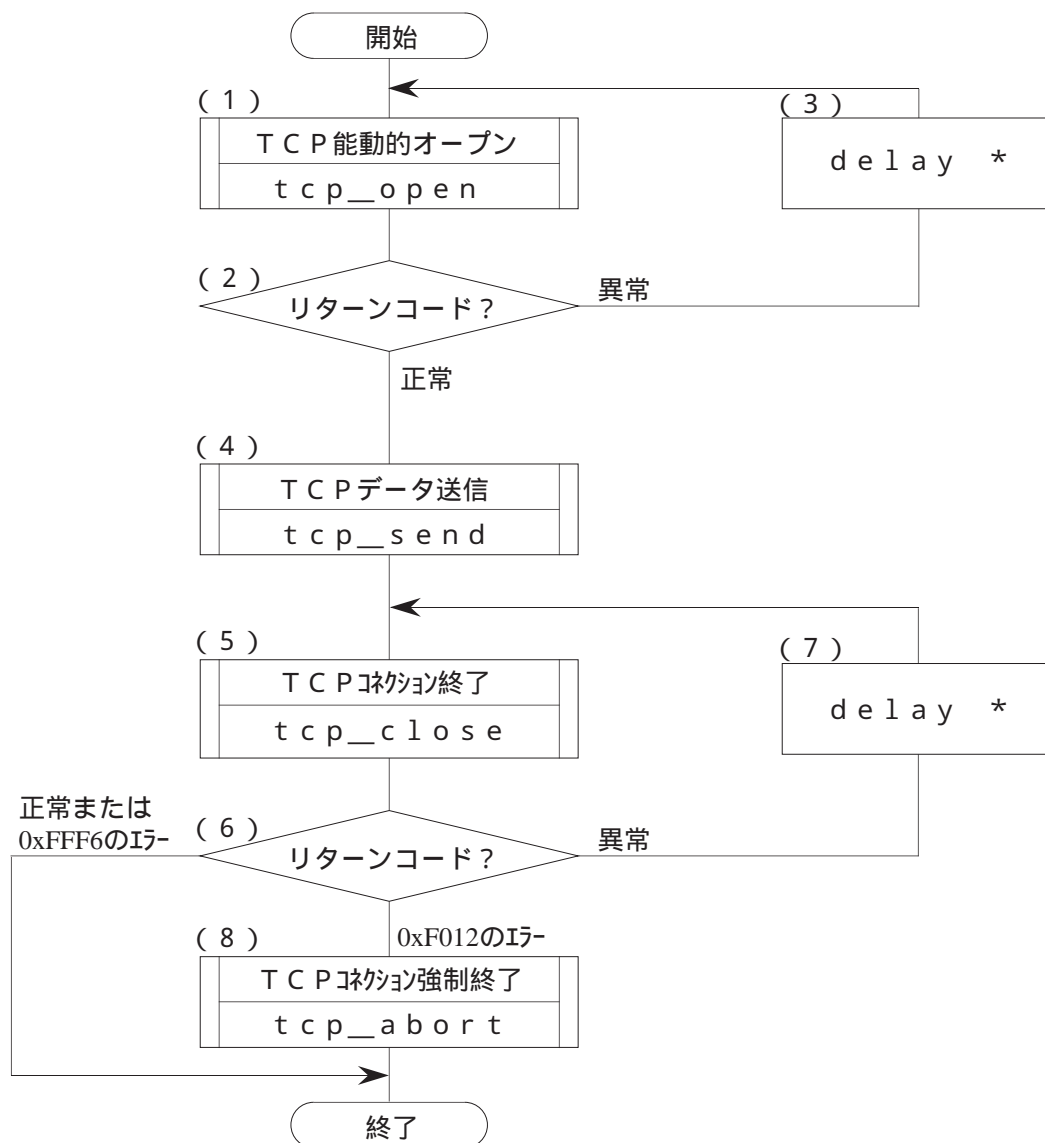 開始
(1)
TCP能動的オープン
tcp_open
(3)
delay *
(2)
リターンコード?
異常
正常
(4)
TCPデータ送信
tcp_send
(5)
TCPコネクション終了
tcp_close
(7)
delay *
正常または
0xFFF6のエラー
(6)
リターンコード?
異常
0xF012のエラー
(8)
TCPコネクション強制終了
tcp_abort
終了